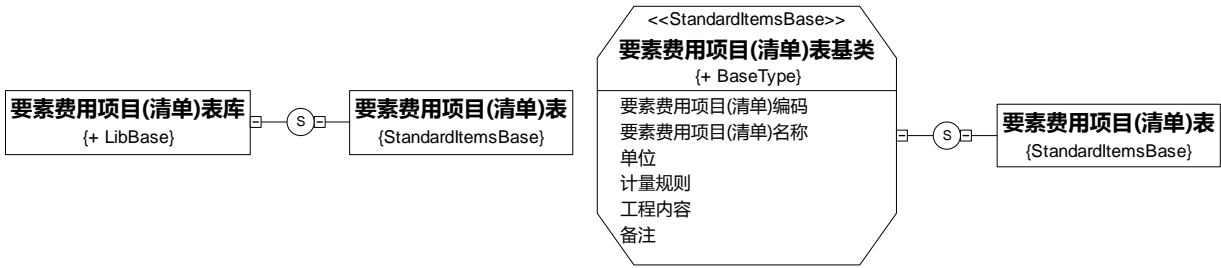 要素费用项目(清单)表库
{+ LibBase}
S
要素费用项目(清单)表
{StandardItemsBase}
<<StandardItemsBase>>
要素费用项目(清单)表基类
{+ BaseType}
要素费用项目(清单)编码
要素费用项目(清单)名称
单位
计量规则
工程内容
备注
S
要素费用项目(清单)表
{StandardItemsBase}